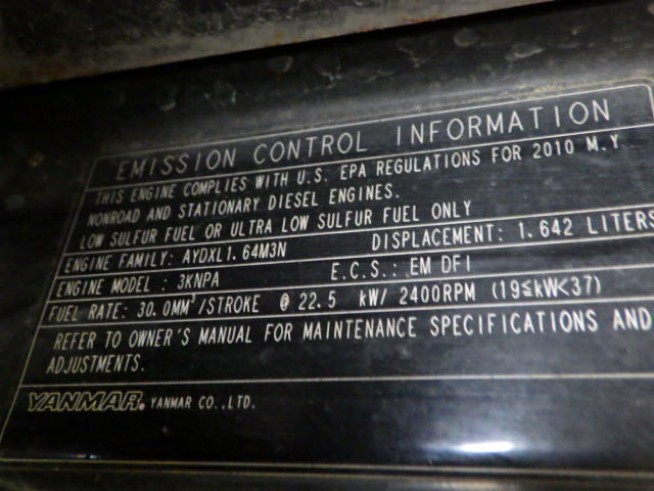 EMISSION CONTROL INFORMATION
THIS ENGINE COMPLIES WITH U.S. EPA REGULATIONS FOR 2010 M.Y
NONROAD AND STATIONARY DIESEL ENGINES.
LOW SULFUR FUEL OR ULTRA LOW SULFUR FUEL ONLY
ENGINE FAMILY: AYDXL1.64M3N DISPLACEMENT: 1.642 LITERS
ENGINE MODEL : 3KNPA E.C.S.: EM DFI
FUEL RATE: 30.0MM³/STROKE @ 22.5 kW/ 2400RPM (19≤kW<37)
REFER TO OWNER'S MANUAL FOR MAINTENANCE SPECIFICATIONS AND
ADJUSTMENTS.
YANMAR® YANMAR CO.,LTD.